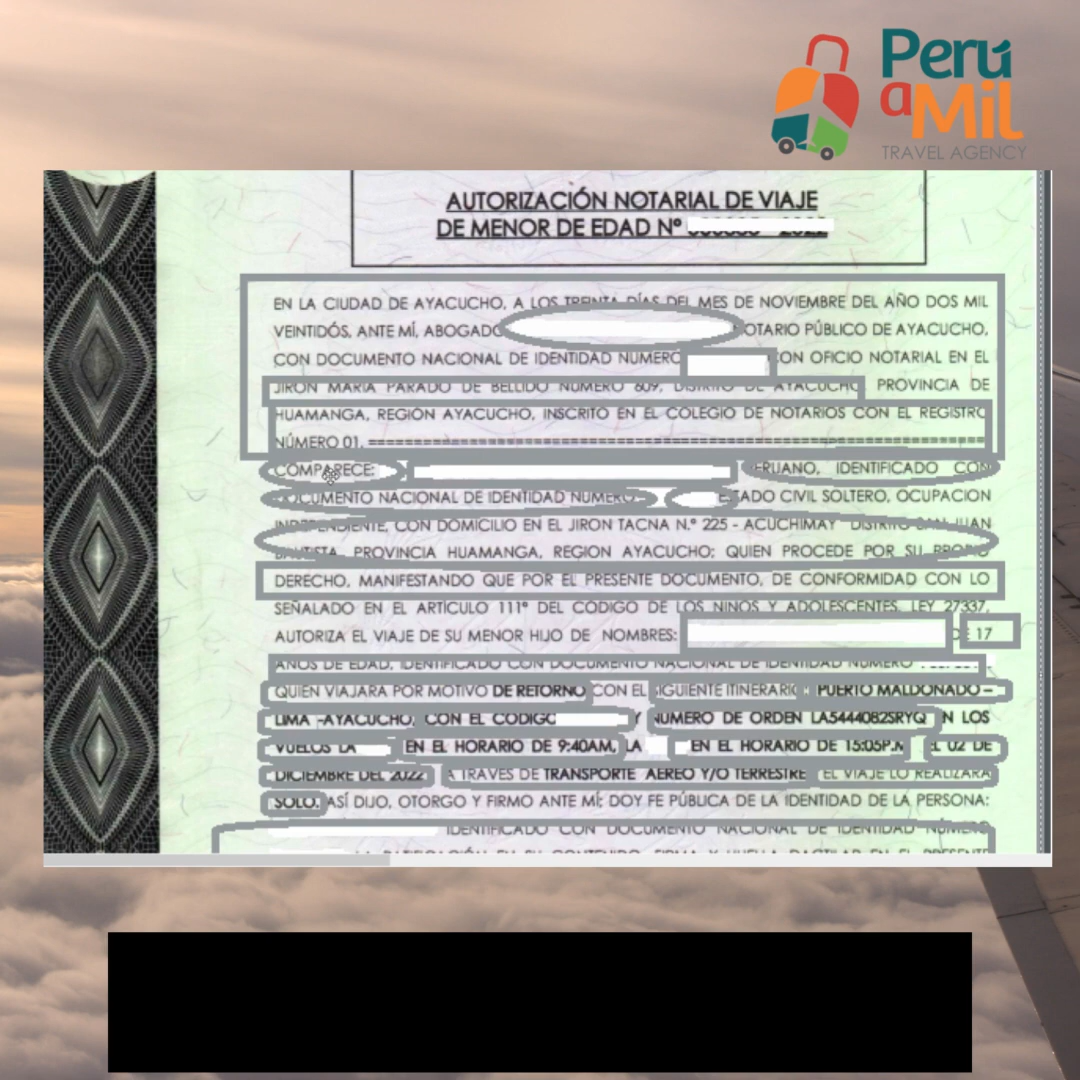 Perú
aMil
TRAVEL AGENCY
AUTORIZACIÓN NOTARIAL DE VIAJE
DE MENOR DE EDAD Nº
EN LA CIUDAD DE AYACUCHO, A LOS TREINTA DÍAS DEL MES DE NOVIEMBRE DEL AÑO DOS MIL
VEINTIDÓS, ANTE MÍ, ABOGADO NOTARIO PÚBLICO DE AYACUCHO,
CON DOCUMENTO NACIONAL DE IDENTIDAD NUMERO CON OFICIO NOTARIAL EN EL
JIRON MARIA PARADO DE BELLIDO NUMERO 609, DISTRITO DE AYACUCHO PROVINCIA DE
HUAMANGA, REGIÓN AYACUCHO, INSCRITO EN EL COLEGIO DE NOTARIOS CON EL REGISTRO
NÚMERO 01.
COMPARECE: PERUANO, IDENTIFICADO CON
DOCUMENTO NACIONAL DE IDENTIDAD NUMERO ESTADO CIVIL SOLTERO, OCUPACION
INDEPENDIENTE, CON DOMICILIO EN EL JIRON TACNA N.º 225 - ACUCHIMAY DISTRITO SAN JUAN
BAUTISTA, PROVINCIA HUAMANGA, REGION AYACUCHO; QUIEN PROCEDE POR SU PROPIO
DERECHO, MANIFESTANDO QUE POR EL PRESENTE DOCUMENTO, DE CONFORMIDAD CON LO
SEÑALADO EN EL ARTÍCULO 111º DEL CODIGO DE LOS NIÑOS Y ADOLESCENTES, LEY 27337,
AUTORIZA EL VIAJE DE SU MENOR HIJO DE NOMBRES: DE 17
AÑOS DE EDAD, IDENTIFICADO CON DOCUMENTO NACIONAL DE IDENTIDAD NUMERO
QUIEN VIAJARA POR MOTIVO DE RETORNO CON EL SIGUIENTE ITINERARIO PUERTO MALDONADO –
LIMA -AYACUCHO, CON EL CODIGO Y NUMERO DE ORDEN LA5444082SRYQ EN LOS
VUELOS LA EN EL HORARIO DE 9:40AM, LA EN EL HORARIO DE 15:05P.M EL 02 DE
DICIEMBRE DEL 2022 A TRAVES DE TRANSPORTE AEREO Y/O TERRESTRE EL VIAJE LO REALIZARA
SOLO. ASÍ DIJO, OTORGO Y FIRMO ANTE MÍ; DOY FE PÚBLICA DE LA IDENTIDAD DE LA PERSONA:
IDENTIFICADO CON DOCUMENTO NACIONAL DE IDENTIDAD NÚMERO